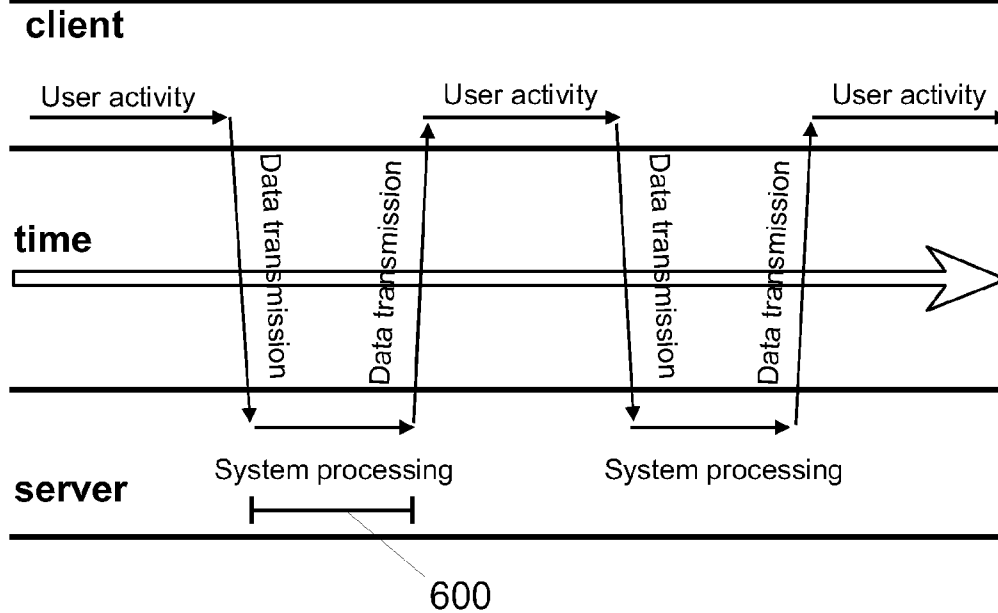 client
User activity
User activity
User activity
Data transmission
Data transmission
Data transmission
Data transmission
time
System processing
System processing
server
600